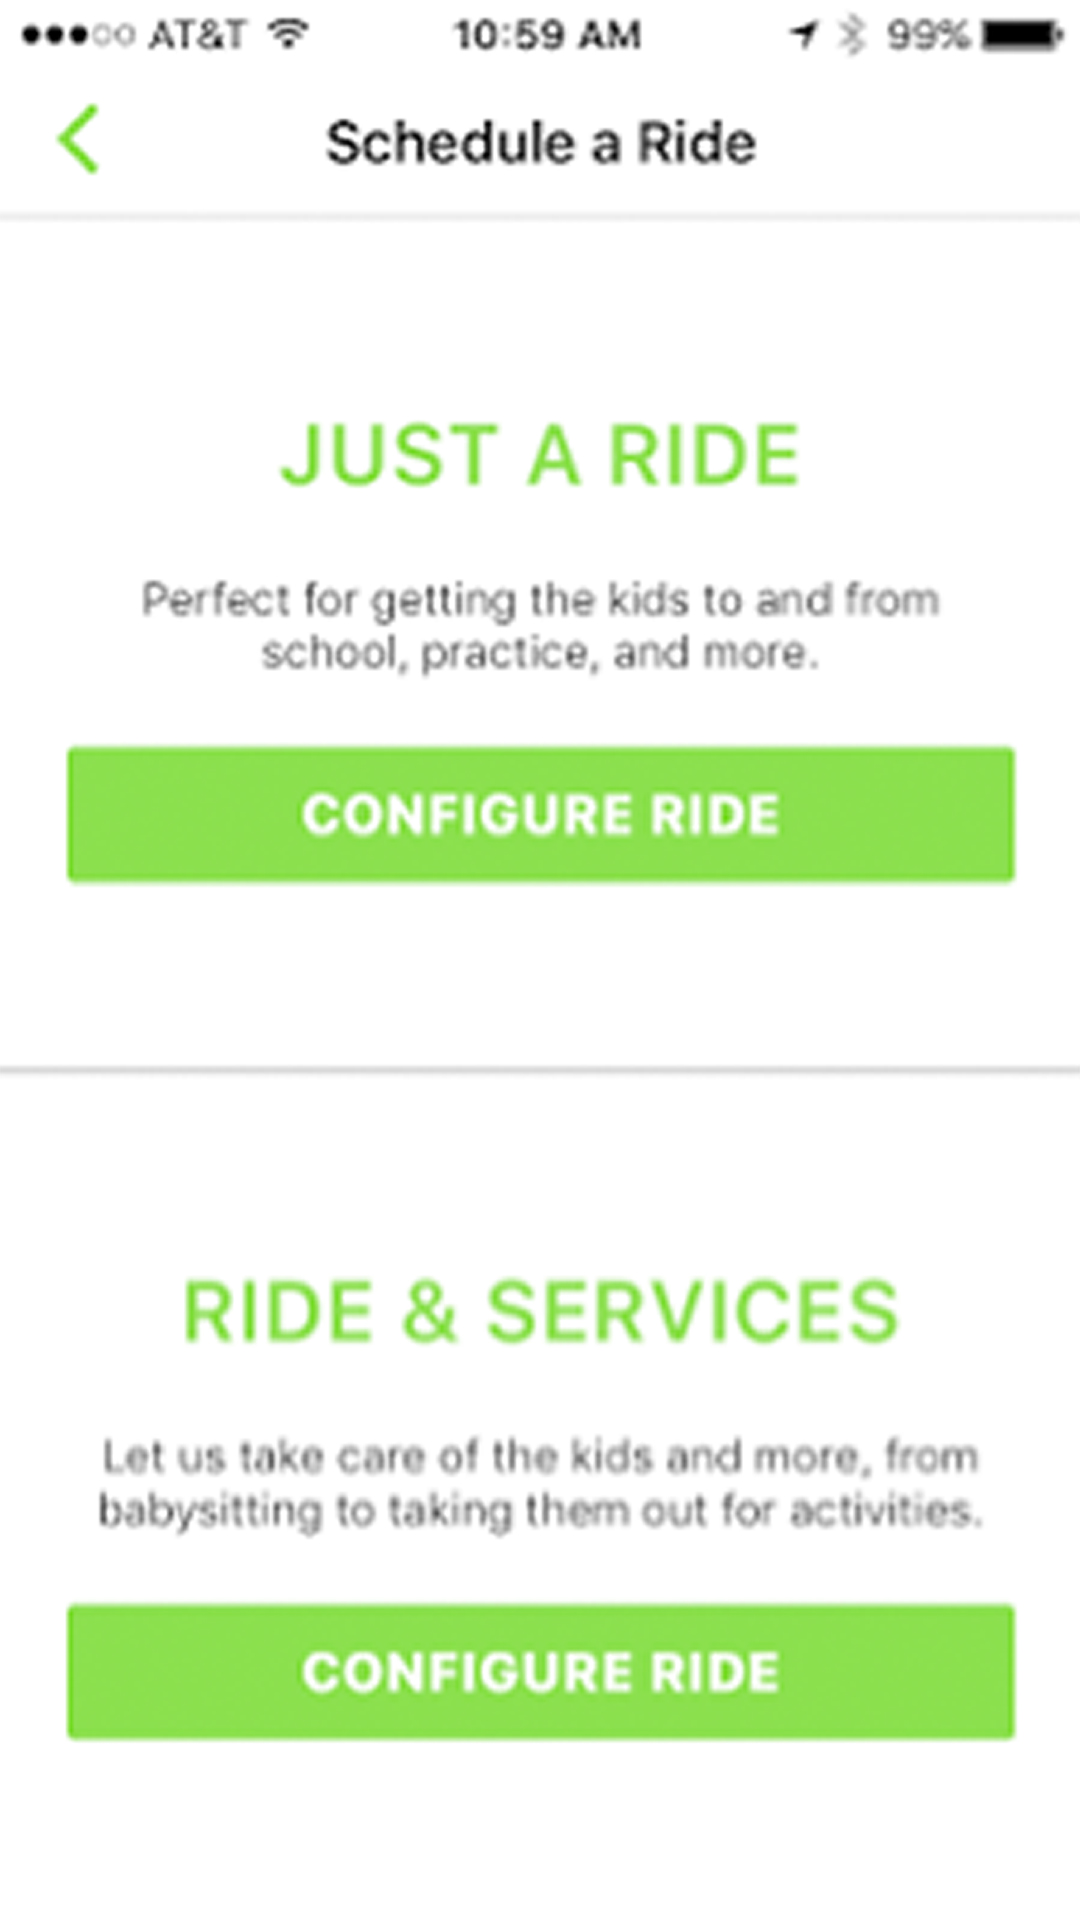 AT&T 10:59 AM 99%
Schedule a Ride
JUST A RIDE
Perfect for getting the kids to and from
school, practice, and more.
CONFIGURE RIDE
RIDE & SERVICES
Let us take care of the kids and more, from
babysitting to taking them out for activities.
CONFIGURE RIDE